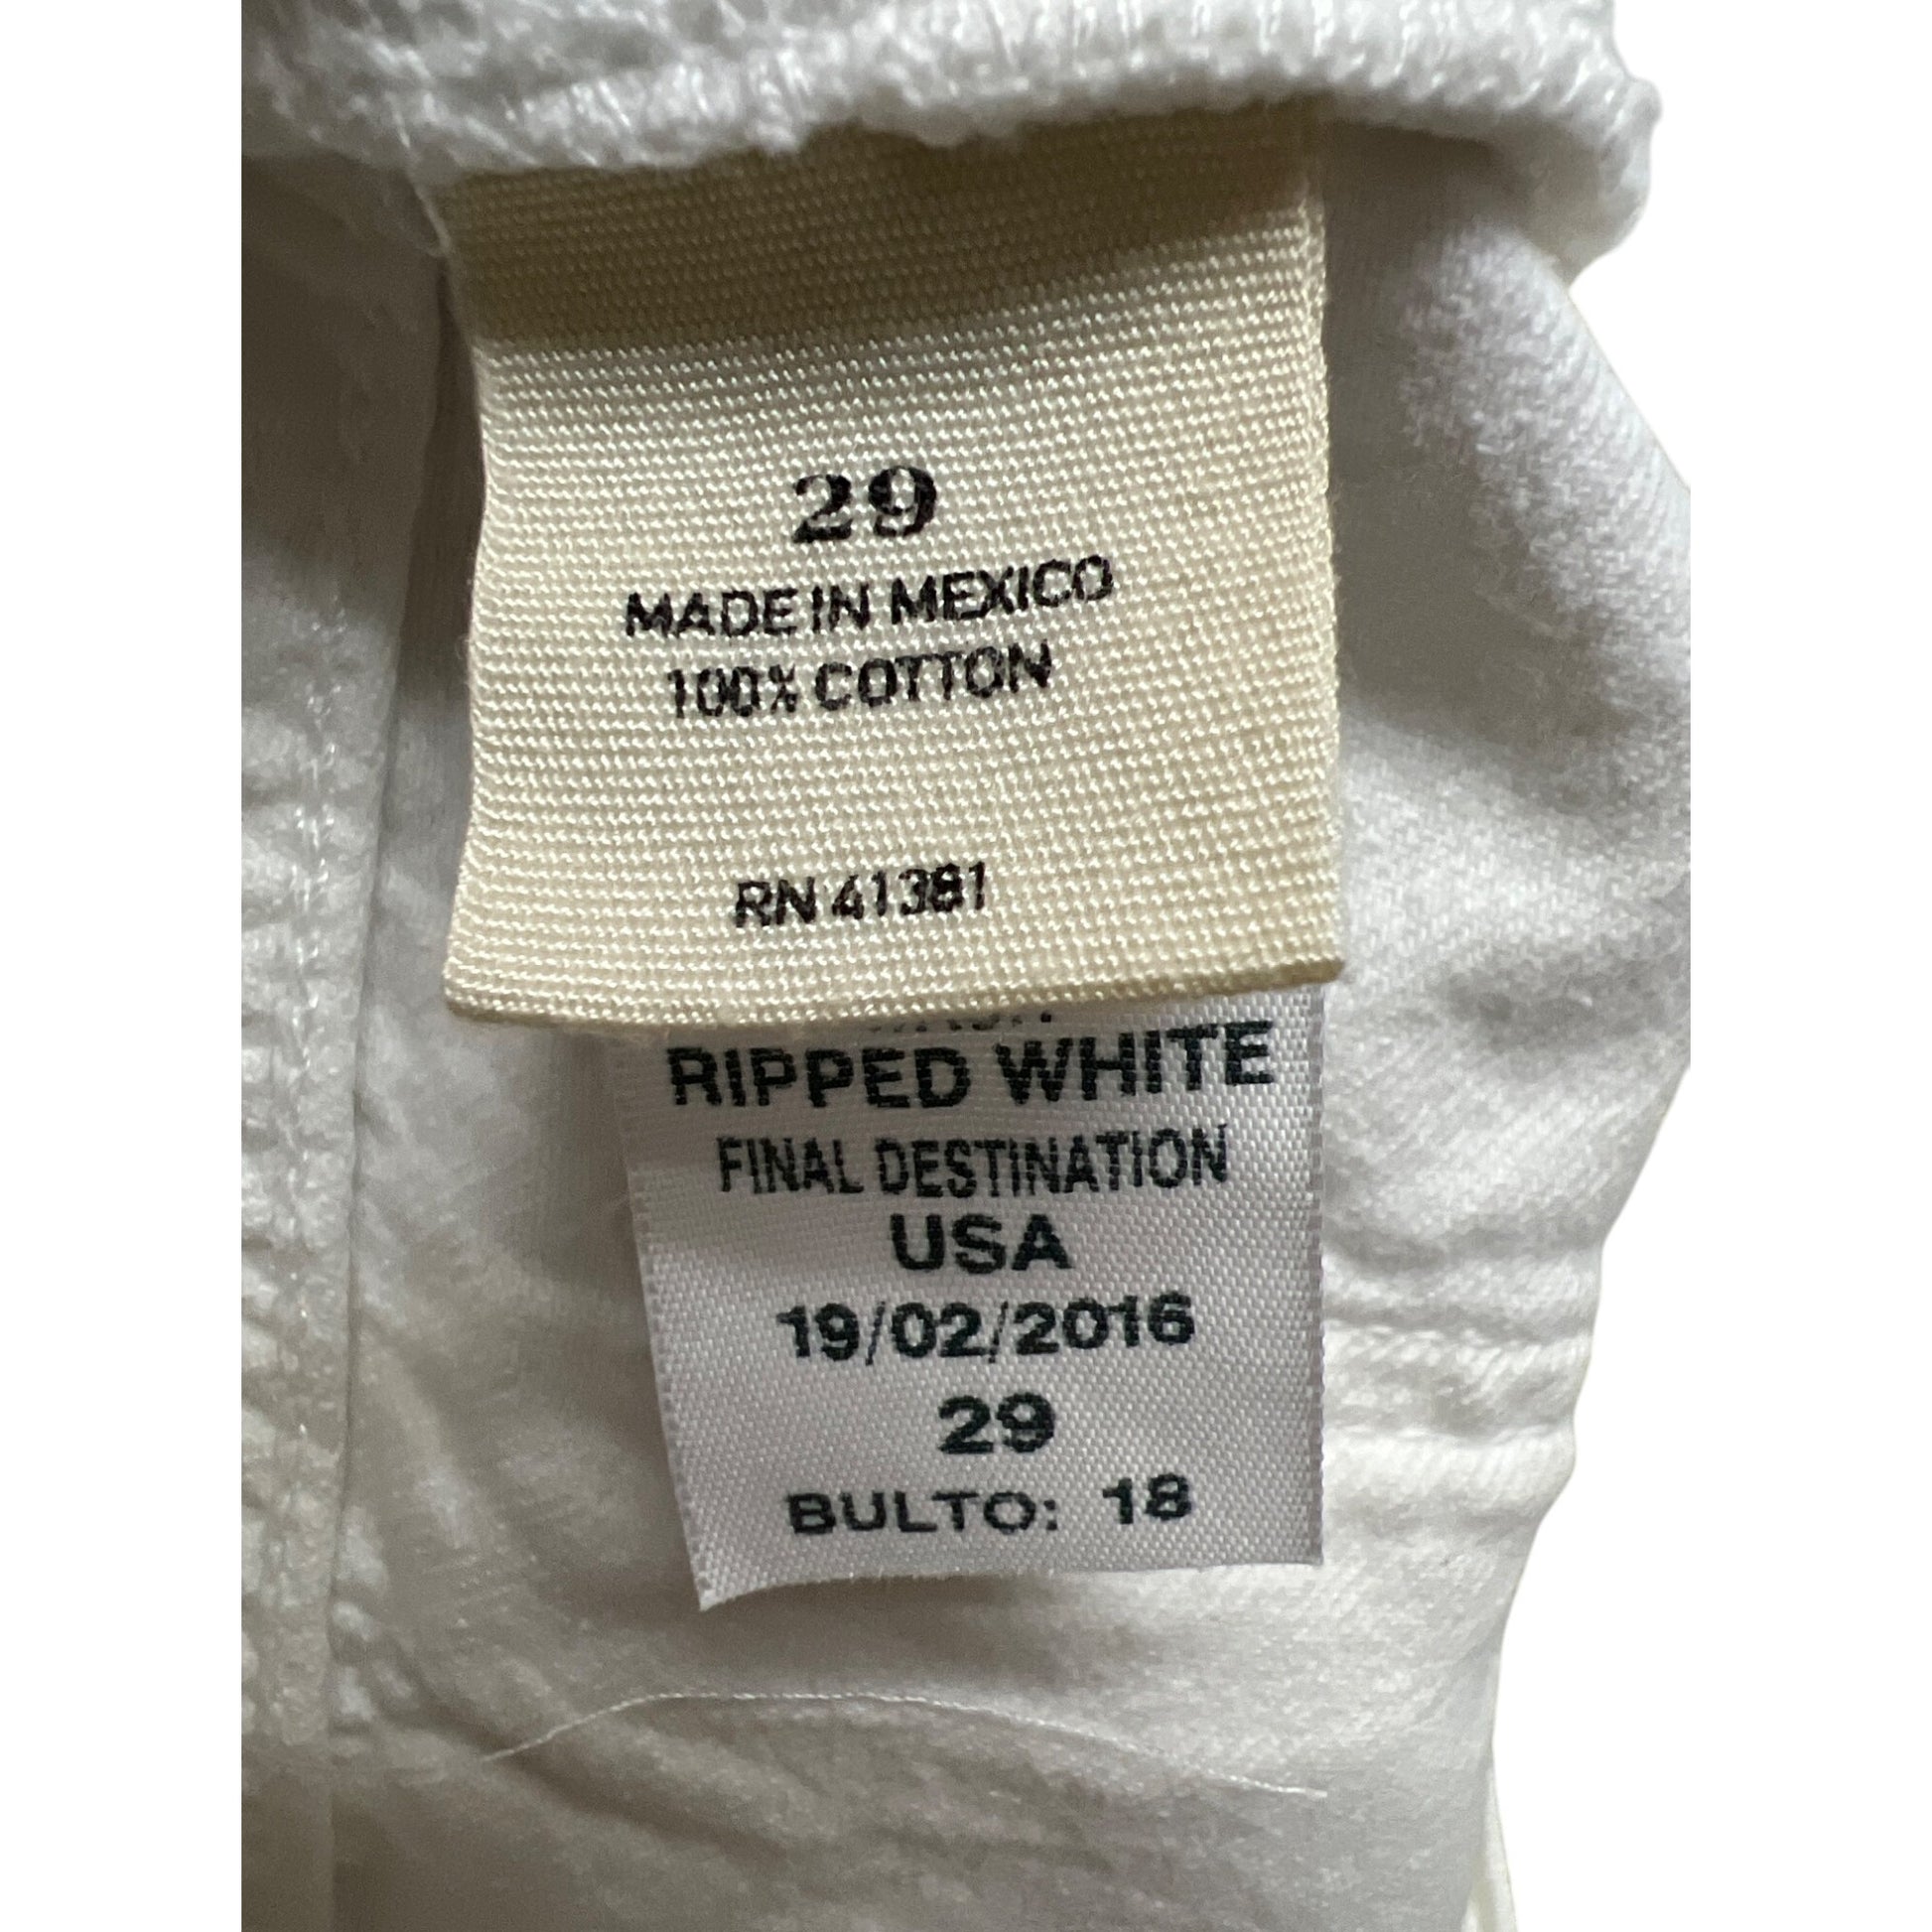 29
MADE IN MEXICO
100% COTTON
RN 41381
RIPPED WHITE
FINAL DESTINATION
USA
19/02/2016
29
BULTO: 18